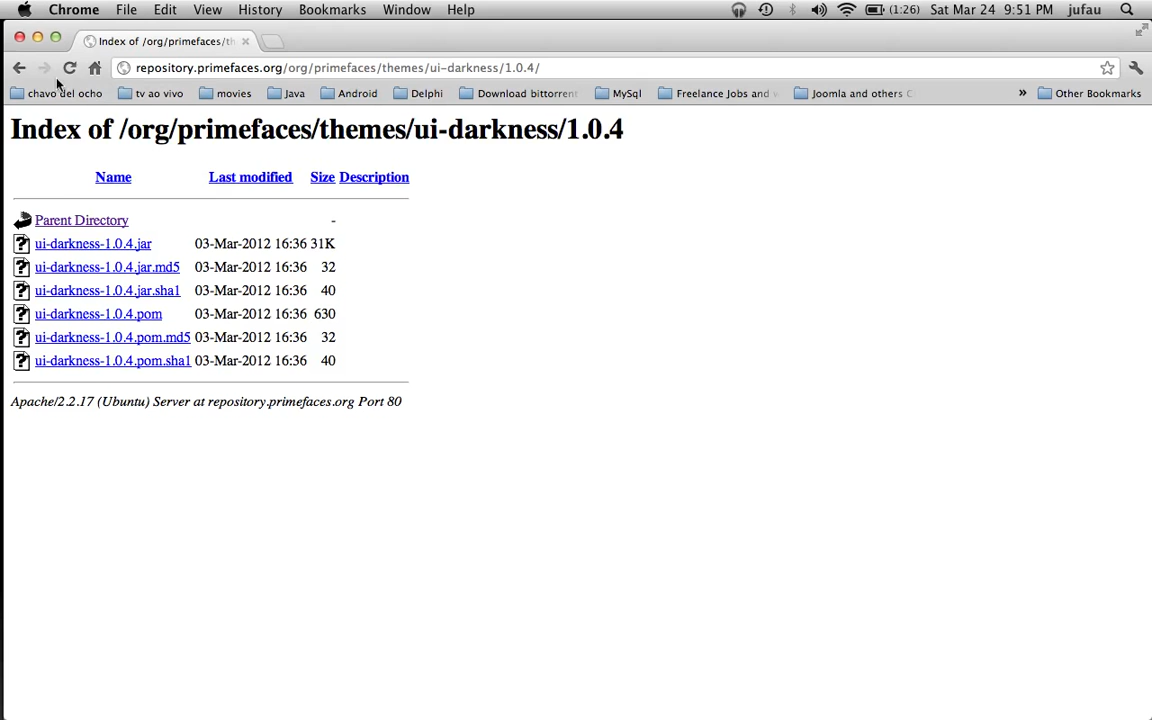 Chrome File Edit View History Bookmarks Window Help (1:26) Sat Mar 24 9:51 PM jufau
Index of /org/primefaces/th
repository.primefaces.org/org/primefaces/themes/ui-darkness/1.0.4/
chavo del ocho tv ao vivo movies Java Android Delphi Download bittorrent MySql Freelance Jobs and Joomla and others » Other Bookmarks
Index of /org/primefaces/themes/ui-darkness/1.0.4
Name Last modified Size Description
Parent Directory -
ui-darkness-1.0.4.jar 03-Mar-2012 16:36 31K
ui-darkness-1.0.4.jar.md5 03-Mar-2012 16:36 32
ui-darkness-1.0.4.jar.sha1 03-Mar-2012 16:36 40
ui-darkness-1.0.4.pom 03-Mar-2012 16:36 630
ui-darkness-1.0.4.pom.md5 03-Mar-2012 16:36 32
ui-darkness-1.0.4.pom.sha1 03-Mar-2012 16:36 40
Apache/2.2.17 (Ubuntu) Server at repository.primefaces.org Port 80